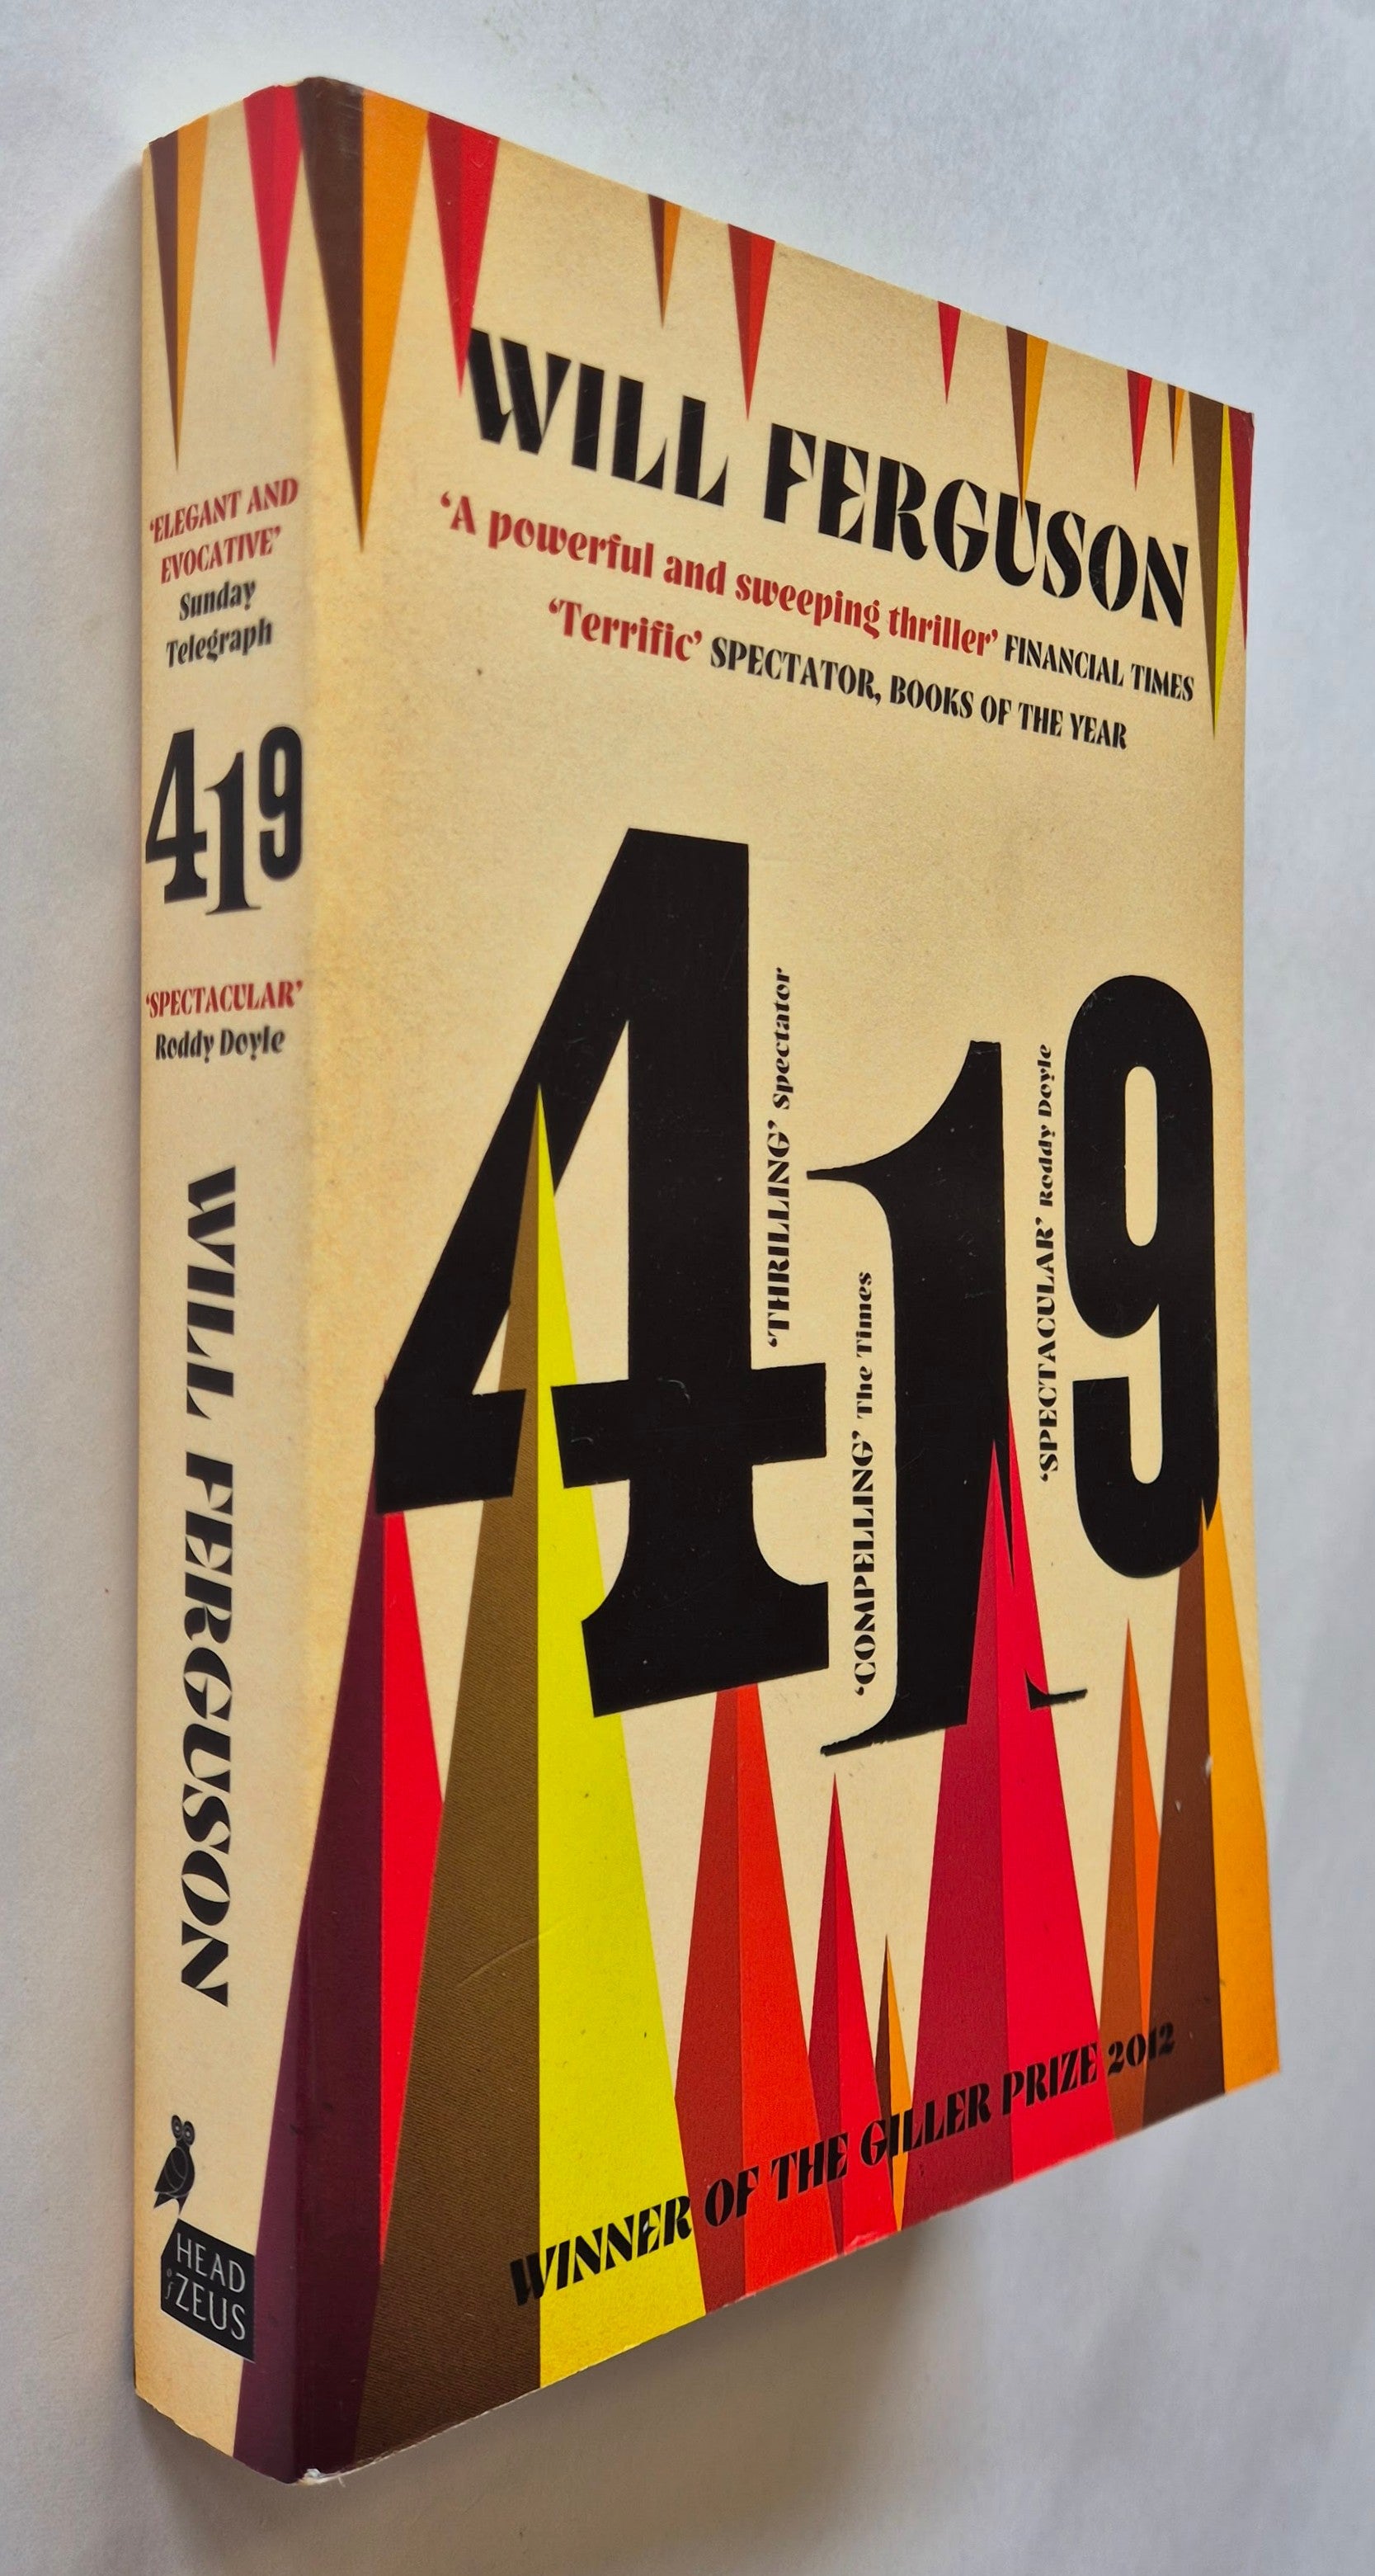 'ELEGANT AND
EVOCATIVE'
Sunday
Telegraph
419
'SPECTACULAR'
Roddy Doyle
WILL FERGUSON
HEAD
of ZEUS
WILL FERGUSON
'A powerful and sweeping thriller' FINANCIAL TIMES
'Terrific' SPECTATOR, BOOKS OF THE YEAR
419
'THRILLING' Spectator
'COMPELLING' The Times
'SPECTACULAR' Roddy Doyle
WINNER OF THE GILLER PRIZE 2012